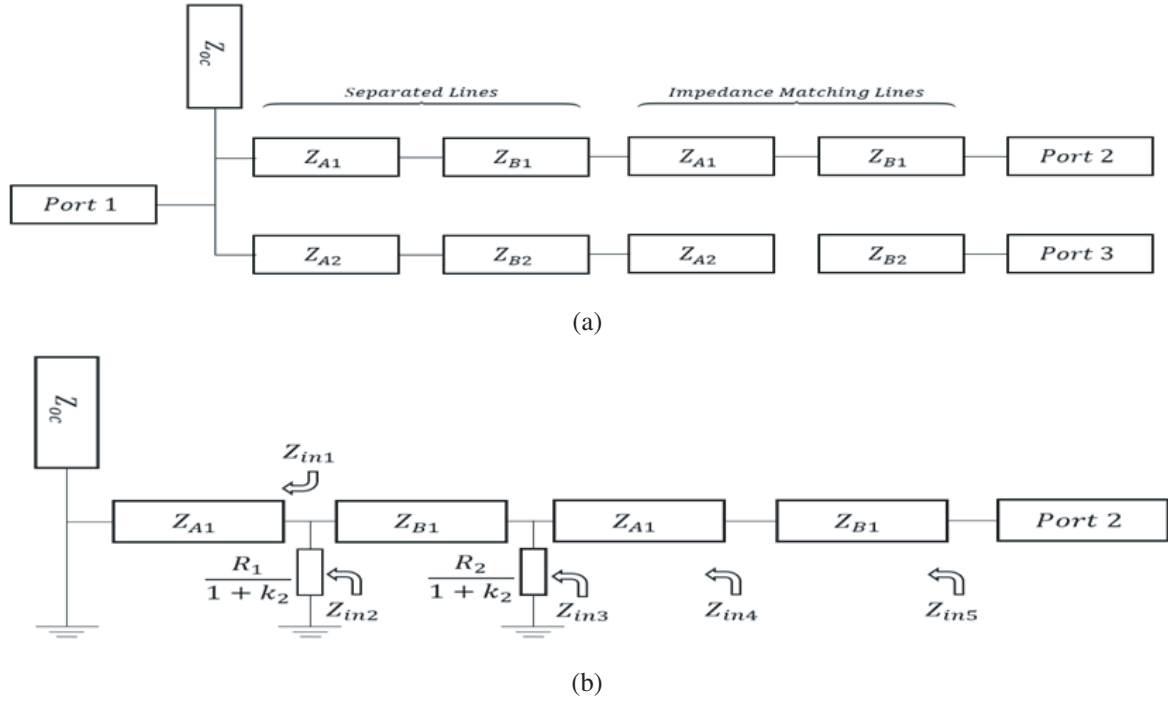 Z_oc
Separated Lines
Impedance Matching Lines
Z_A1 Z_B1 Z_A1 Z_B1 Port 2
Port 1
Z_A2 Z_B2 Z_A2 Z_B2 Port 3
(a)
Z_oc
Z_in1
Z_A1 Z_B1 Z_A1 Z_B1 Port 2
R_1/(1 + k_2) R_2/(1 + k_2)
Z_in2 Z_in3 Z_in4 Z_in5
(b)